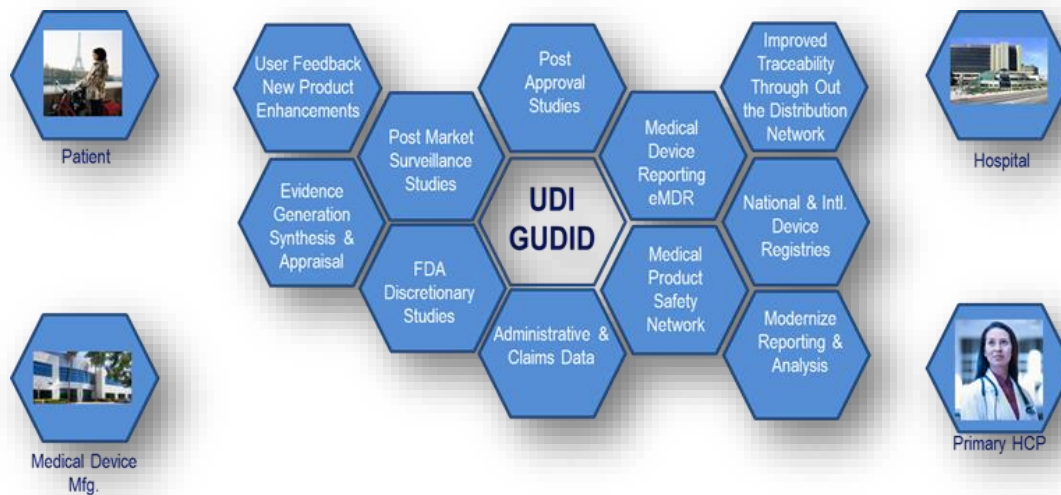 Patient
Medical Device
Mfg.
User Feedback
New Product
Enhancements
Evidence
Generation
Synthesis &
Appraisal
Post Market
Surveillance
Studies
FDA
Discretionary
Studies
Post
Approval
Studies
UDI
GUDID
Administrative &
Claims Data
Medical
Device
Reporting
eMDR
Medical
Product
Safety
Network
Improved
Traceability
Through Out
the Distribution
Network
National & Intl.
Device
Registries
Modernize
Reporting &
Analysis
Hospital
Primary HCP